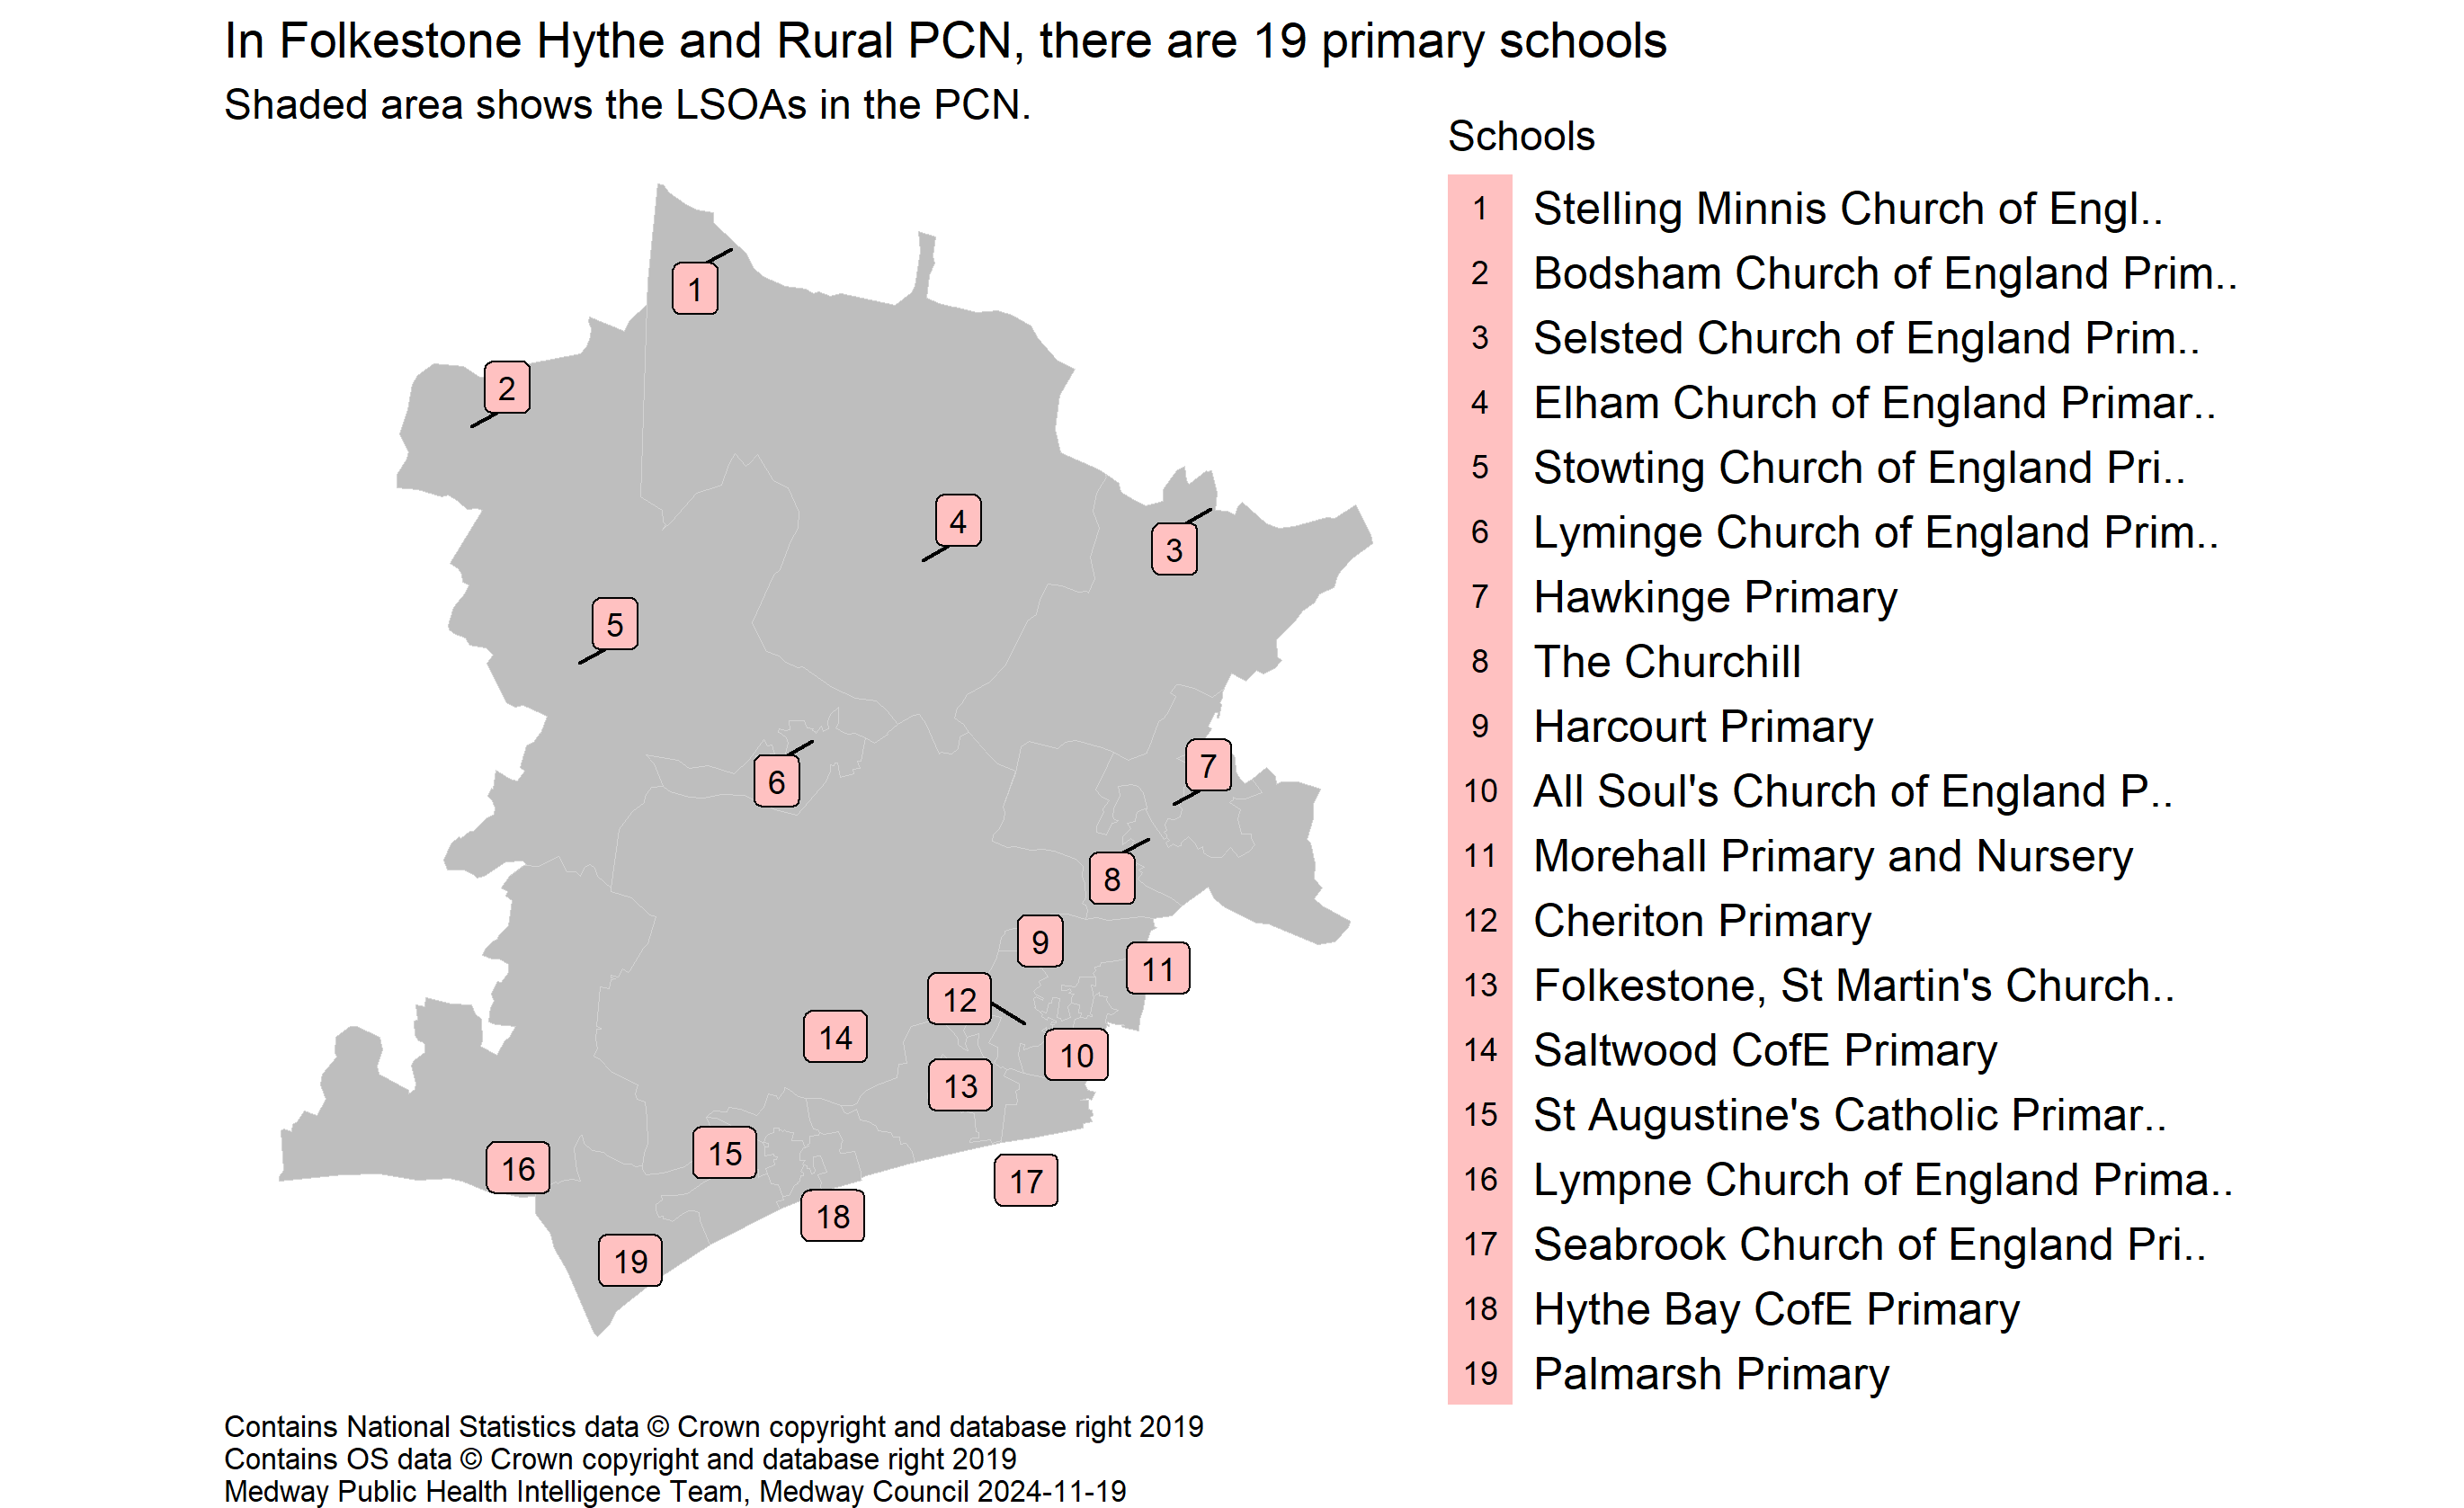 In Folkestone Hythe and Rural PCN, there are 19 primary schools
Shaded area shows the LSOAs in the PCN.
Schools
1 Stelling Minnis Church of Engl..
2 Bodsham Church of England Prim..
3 Selsted Church of England Prim..
4 Elham Church of England Primar..
5 Stowting Church of England Pri..
6 Lyminge Church of England Prim..
7 Hawkinge Primary
8 The Churchill
9 Harcourt Primary
10 All Soul's Church of England P..
11 Morehall Primary and Nursery
12 Cheriton Primary
13 Folkestone, St Martin's Church..
14 Saltwood CofE Primary
15 St Augustine's Catholic Primar..
16 Lympne Church of England Prima..
17 Seabrook Church of England Pri..
18 Hythe Bay CofE Primary
19 Palmarsh Primary
1
2
4
3
5
6
7
8
9
11
12
14
10
13
15
16
17
18
19
Contains National Statistics data © Crown copyright and database right 2019
Contains OS data © Crown copyright and database right 2019
Medway Public Health Intelligence Team, Medway Council 2024-11-19